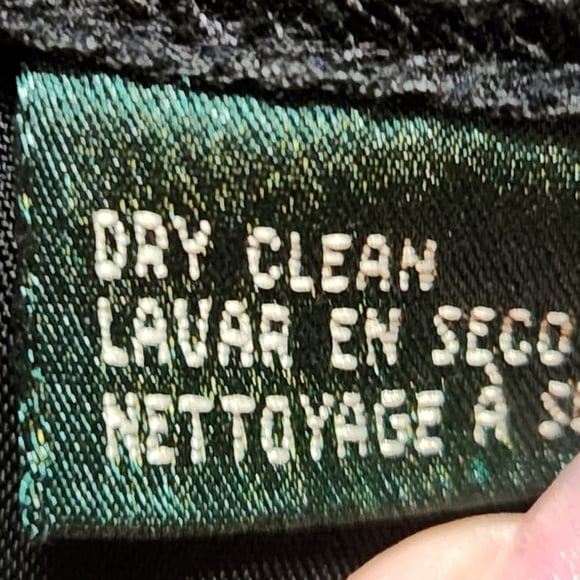 DRY CLEAN
LAVAR EN SECO
NETTOYAGE À